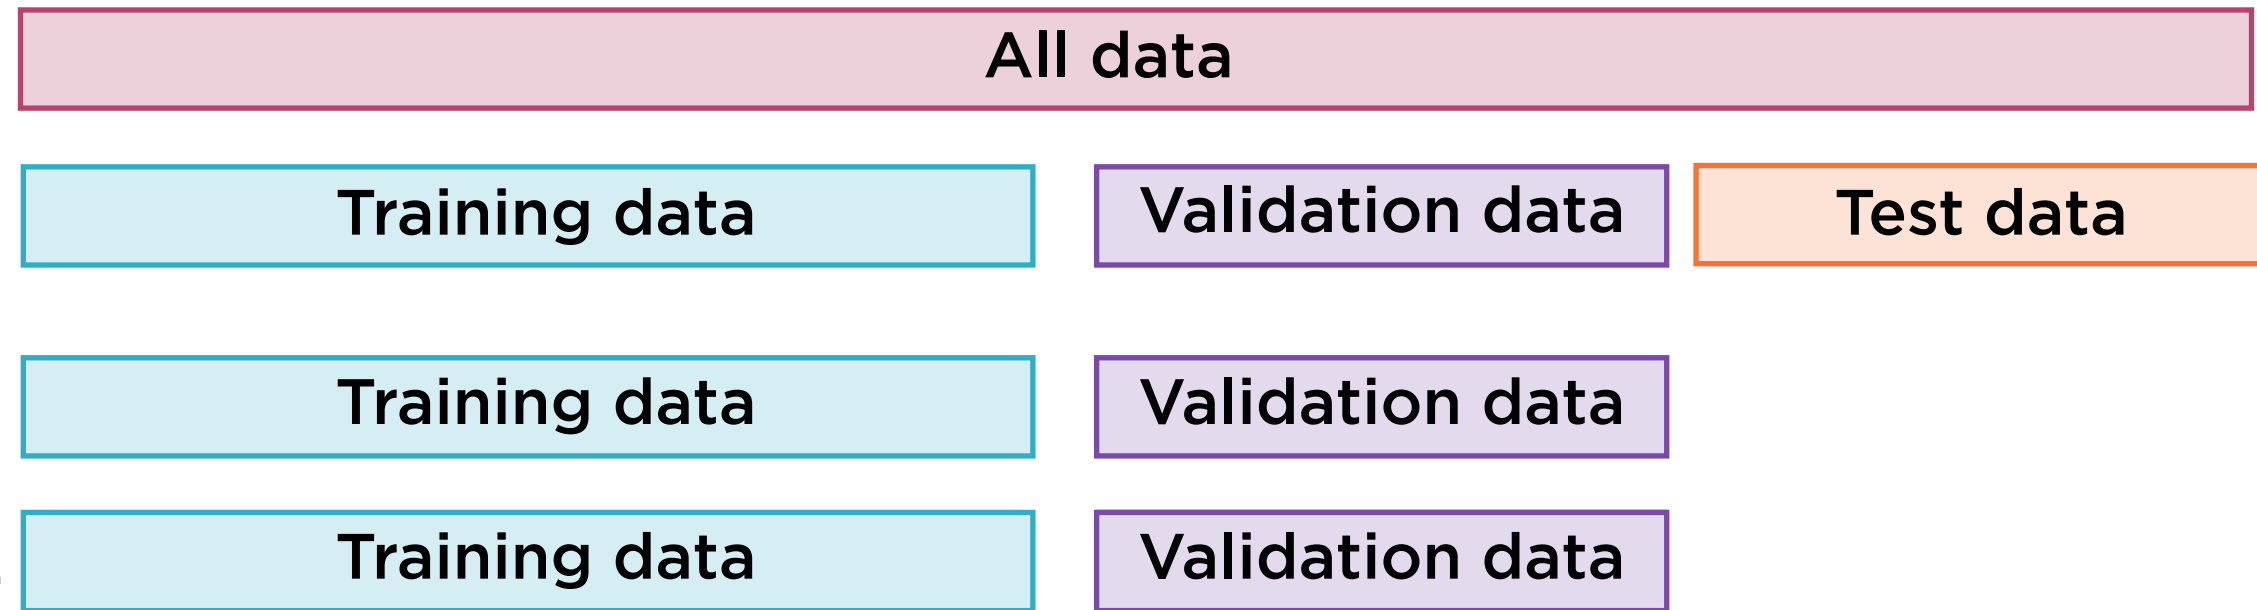 All data
Training data Validation data Test data
Training data Validation data
Training data Validation data